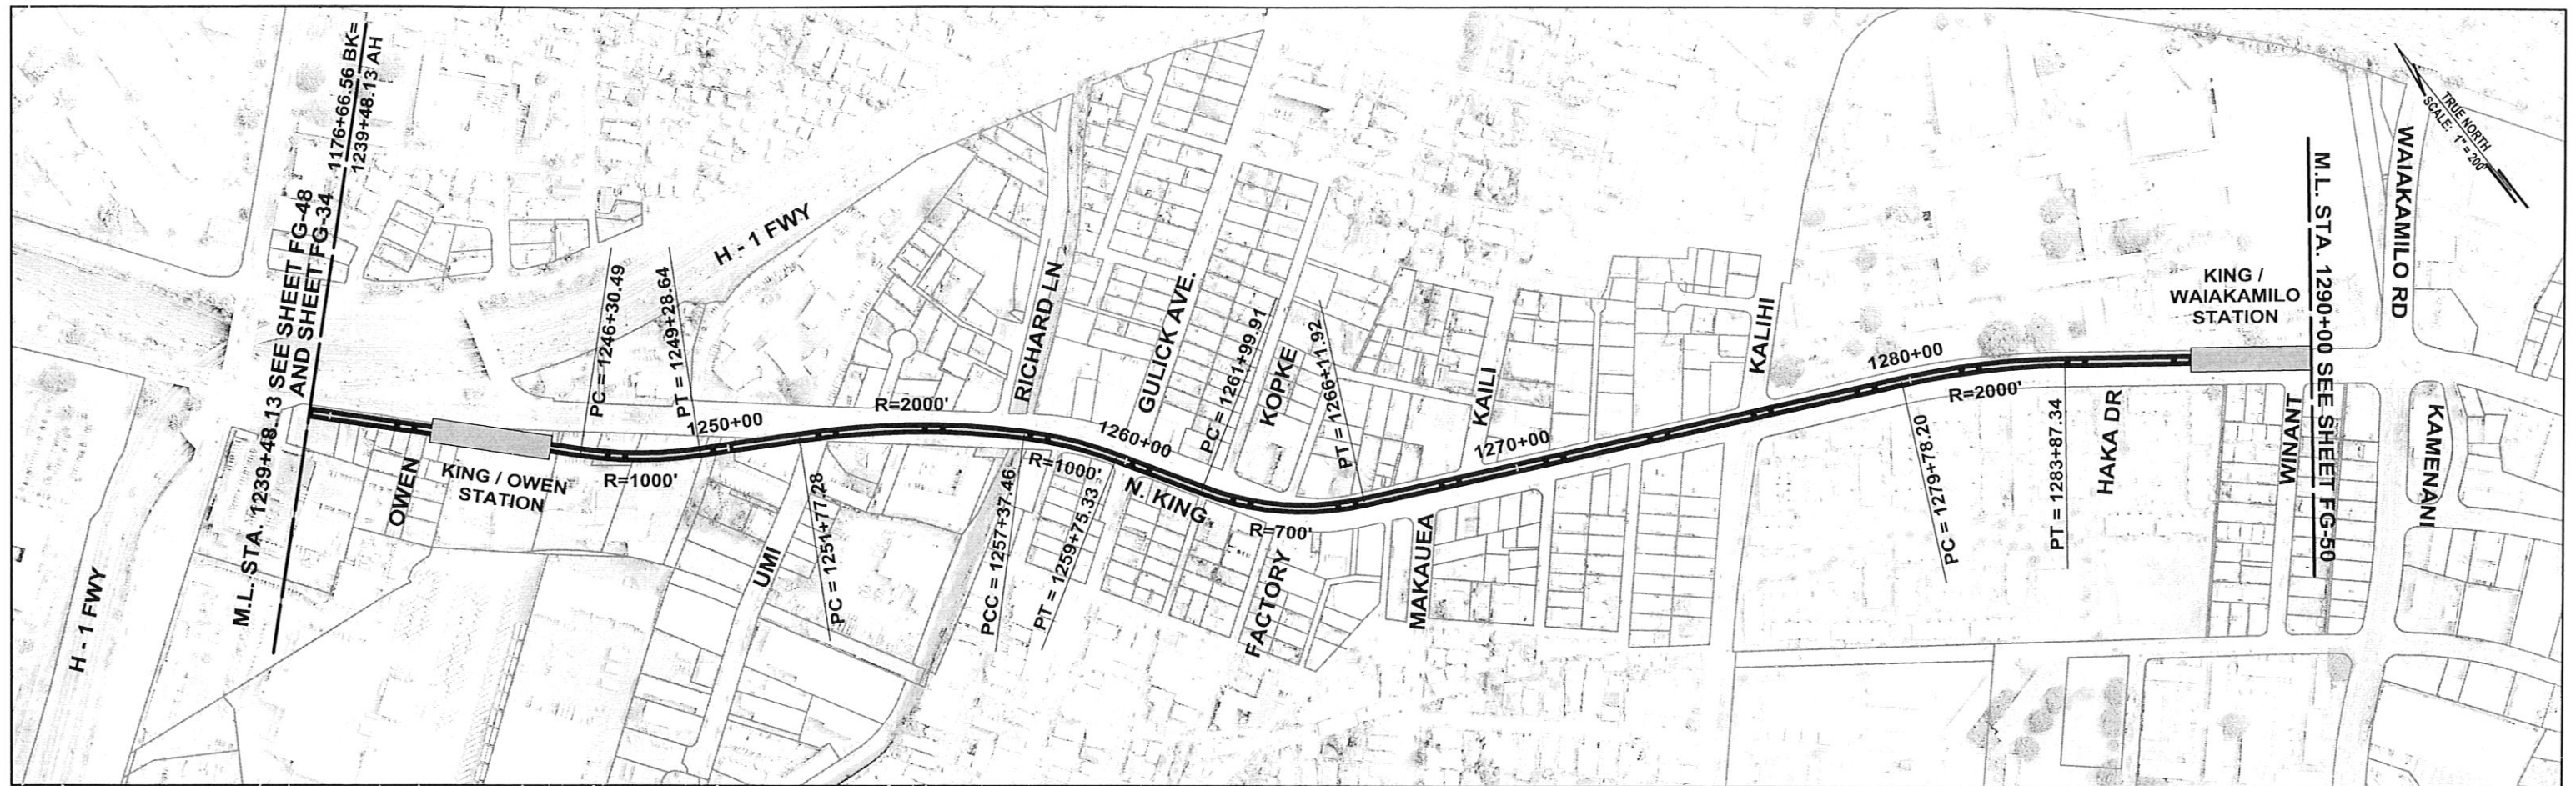 1176+66.56 BK=
1239+48.13 AH
M.L. STA. 1239+48.13 SEE SHEET FG-48
AND SHEET FG-34
H - 1 FWY
OWEN
KING / OWEN
STATION
PC = 1246+30.49
PT = 1249+28.64
R=1000'
1250+00
H - 1 FWY
UMI
PC = 1251+77.28
R=2000'
RICHARD LN
PCC = 1257+37.46
R=1000'
PT = 1259+75.33
1260+00
GULICK AVE.
N. KING
PC = 1261+99.91
KOPKE
R=700'
FACTORY
PT = 1266+11.92
MAKAUEA
KAILI
1270+00
KALIHI
1280+00
PC = 1279+78.20
R=2000'
PT = 1283+87.34
HAKA DR
KING /
WAIAKAMILO
STATION
WINANT
M.L. STA. 1290+00 SEE SHEET FG-50
WAIAKAMILO RD
KAMENANI
TRUE NORTH
SCALE: 1" = 200'